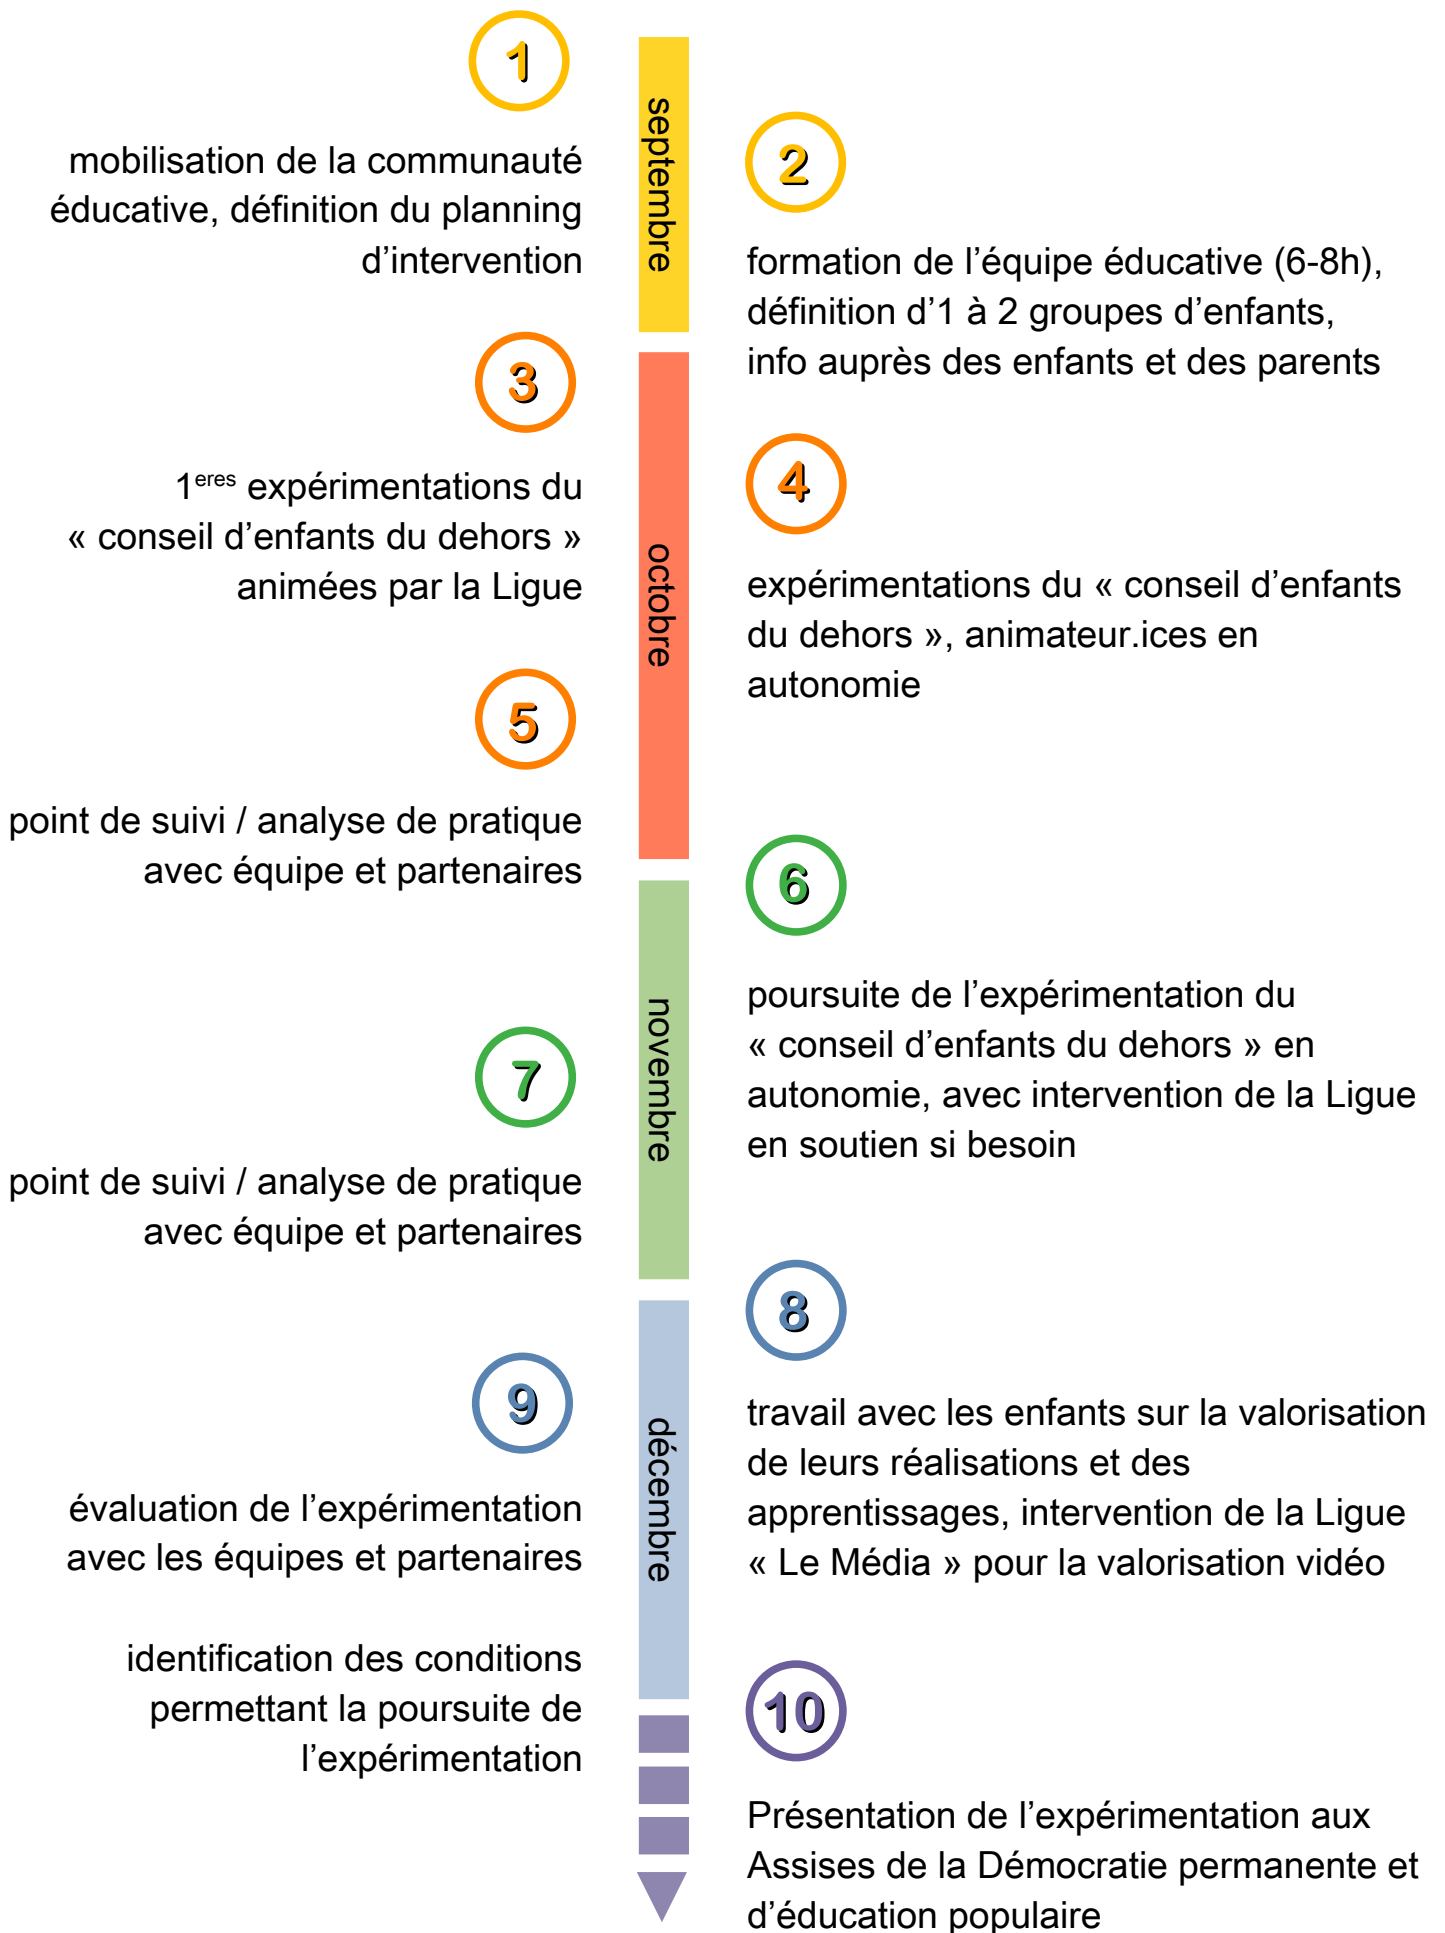 1
mobilisation de la communauté
éducative, définition du planning
d’intervention
septembre
2
formation de l’équipe éducative (6-8h),
définition d’1 à 2 groupes d’enfants,
info auprès des enfants et des parents
3
1eres expérimentations du
« conseil d’enfants du dehors »
animées par la Ligue
octobre
4
expérimentations du « conseil d’enfants
du dehors », animateur.ices en
autonomie
5
point de suivi / analyse de pratique
avec équipe et partenaires
6
poursuite de l’expérimentation du
« conseil d’enfants du dehors » en
autonomie, avec intervention de la Ligue
en soutien si besoin
novembre
7
point de suivi / analyse de pratique
avec équipe et partenaires
8
travail avec les enfants sur la valorisation
de leurs réalisations et des
apprentissages, intervention de la Ligue
« Le Média » pour la valorisation vidéo
décembre
9
évaluation de l’expérimentation
avec les équipes et partenaires
identification des conditions
permettant la poursuite de
l’expérimentation
10
Présentation de l’expérimentation aux
Assises de la Démocratie permanente et
d’éducation populaire